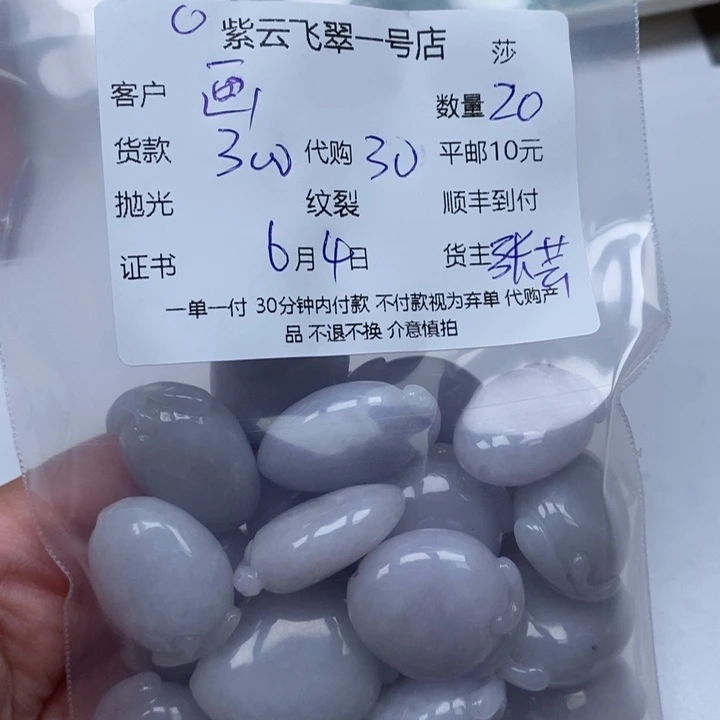 紫云飞翠一号店 莎
客户 画 数量 20
货款 300 代购 30 平邮10元
抛光 纹裂 顺丰到付
证书 6月4日 货主 张芸
一单一付 30分钟内付款 不付款视为弃单 代购产
品 不退不换 介意慎拍